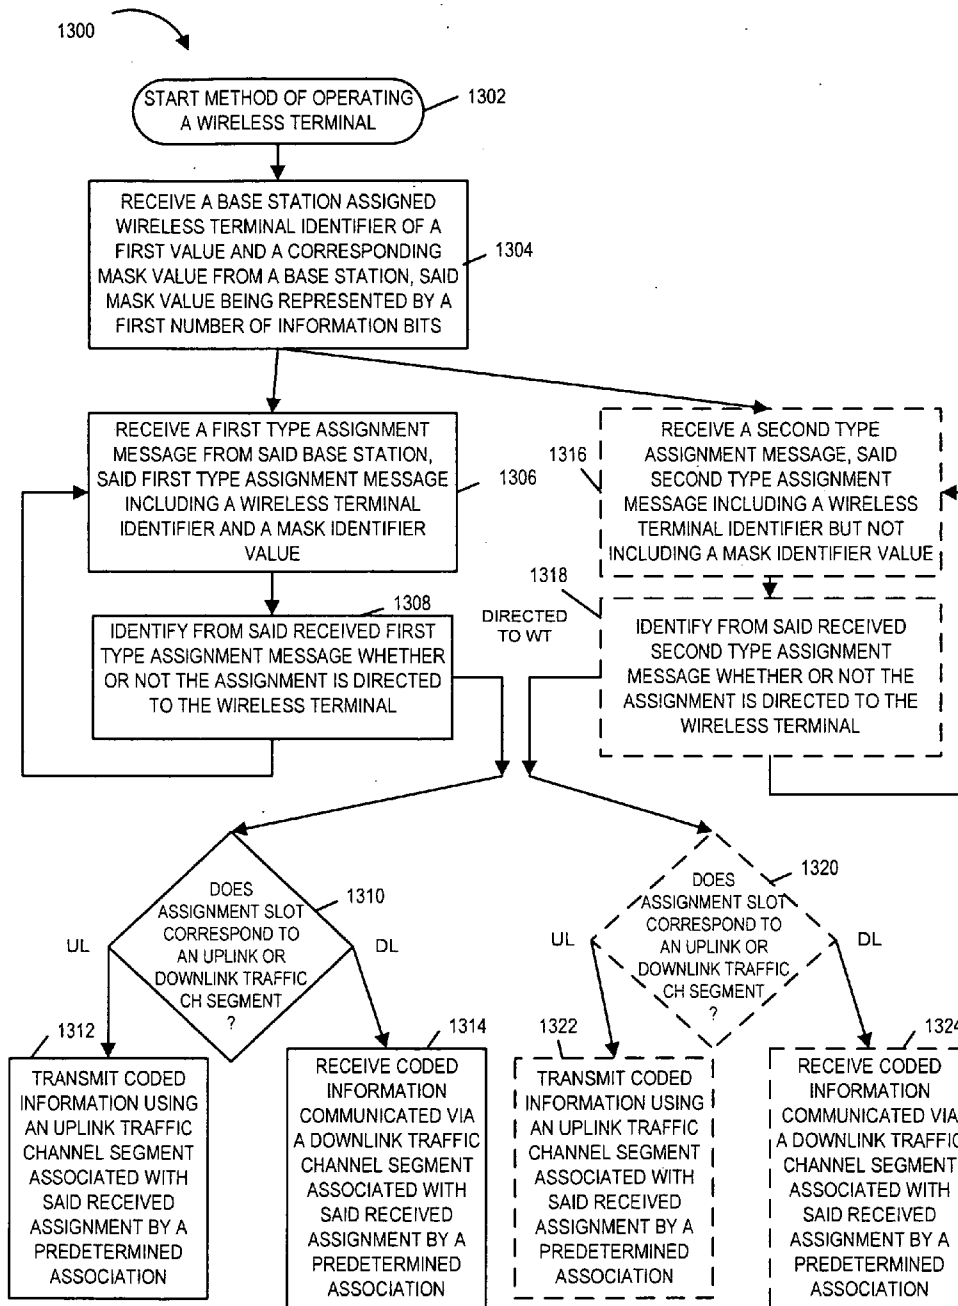 1300
START METHOD OF OPERATING
A WIRELESS TERMINAL
1302
RECEIVE A BASE STATION ASSIGNED
WIRELESS TERMINAL IDENTIFIER OF A
FIRST VALUE AND A CORRESPONDING
MASK VALUE FROM A BASE STATION, SAID
MASK VALUE BEING REPRESENTED BY A
FIRST NUMBER OF INFORMATION BITS
1304
RECEIVE A FIRST TYPE ASSIGNMENT
MESSAGE FROM SAID BASE STATION,
SAID FIRST TYPE ASSIGNMENT MESSAGE
INCLUDING A WIRELESS TERMINAL
IDENTIFIER AND A MASK IDENTIFIER
VALUE
1306
1316
RECEIVE A SECOND TYPE
ASSIGNMENT MESSAGE, SAID
SECOND TYPE ASSIGNMENT
MESSAGE INCLUDING A WIRELESS
TERMINAL IDENTIFIER BUT NOT
INCLUDING A MASK IDENTIFIER VALUE
1308
IDENTIFY FROM SAID RECEIVED FIRST
TYPE ASSIGNMENT MESSAGE WHETHER
OR NOT THE ASSIGNMENT IS DIRECTED
TO THE WIRELESS TERMINAL
DIRECTED
TO WT
1318
IDENTIFY FROM SAID RECEIVED
SECOND TYPE ASSIGNMENT
MESSAGE WHETHER OR NOT THE
ASSIGNMENT IS DIRECTED TO THE
WIRELESS TERMINAL
1310
DOES
ASSIGNMENT SLOT
CORRESPOND TO
AN UPLINK OR
DOWNLINK TRAFFIC
CH SEGMENT
?
UL
DL
1320
DOES
ASSIGNMENT SLOT
CORRESPOND TO
AN UPLINK OR
DOWNLINK TRAFFIC
CH SEGMENT
?
UL
DL
1312
TRANSMIT CODED
INFORMATION USING
AN UPLINK TRAFFIC
CHANNEL SEGMENT
ASSOCIATED WITH
SAID RECEIVED
ASSIGNMENT BY A
PREDETERMINED
ASSOCIATION
1314
RECEIVE CODED
INFORMATION
COMMUNICATED VIA
A DOWNLINK TRAFFIC
CHANNEL SEGMENT
ASSOCIATED WITH
SAID RECEIVED
ASSIGNMENT BY A
PREDETERMINED
ASSOCIATION
1322
TRANSMIT CODED
INFORMATION USING
AN UPLINK TRAFFIC
CHANNEL SEGMENT
ASSOCIATED WITH
SAID RECEIVED
ASSIGNMENT BY A
PREDETERMINED
ASSOCIATION
1324
RECEIVE CODED
INFORMATION
COMMUNICATED VIA
A DOWNLINK TRAFFIC
CHANNEL SEGMENT
ASSOCIATED WITH
SAID RECEIVED
ASSIGNMENT BY A
PREDETERMINED
ASSOCIATION